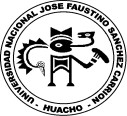 UNIVERSIDAD NACIONAL JOSE FAUSTINO SANCHEZ CARRION
- HUACHO -